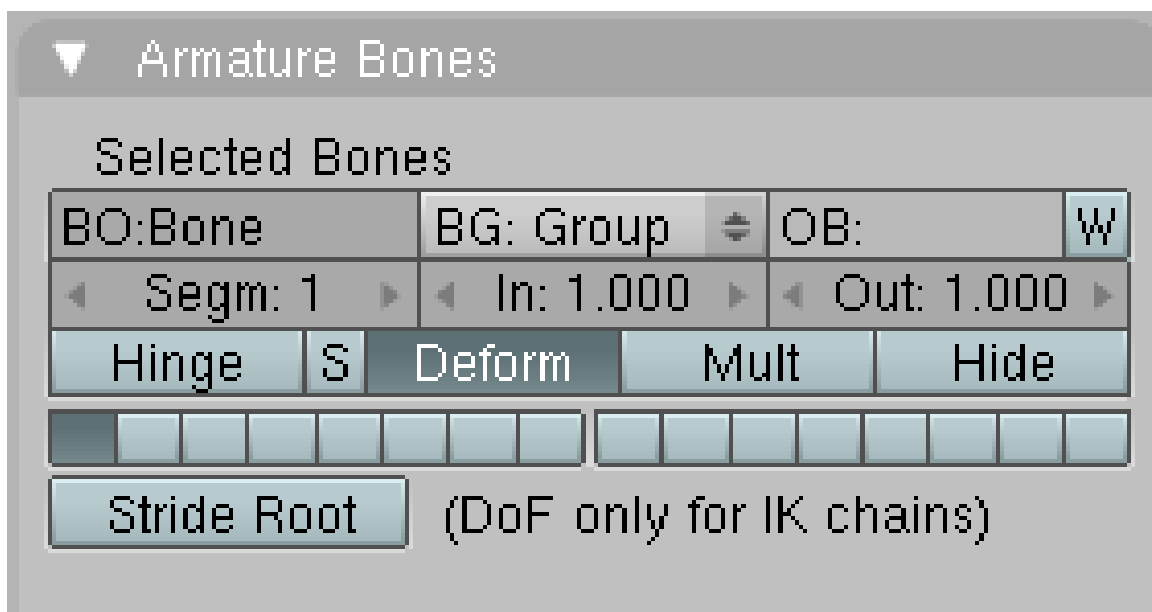 Armature Bones
Selected Bones
BO:Bone BG: Group OB: W
Segm: 1 In: 1.000 Out: 1.000
Hinge S Deform Mult Hide
Stride Root (DoF only for IK chains)